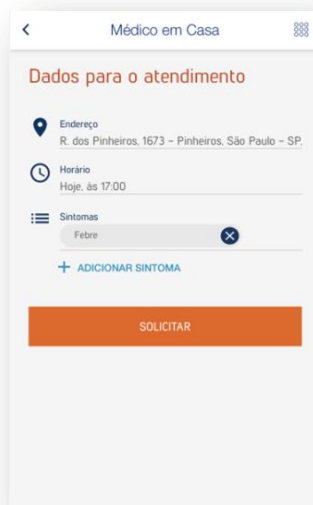 Médico em Casa
Dados para o atendimento
Endereço
R. dos Pinheiros, 1673 – Pinheiros, São Paulo – SP,
Horário
Hoje, às 17:00
Sintomas
Febre
+ ADICIONAR SINTOMA
SOLICITAR